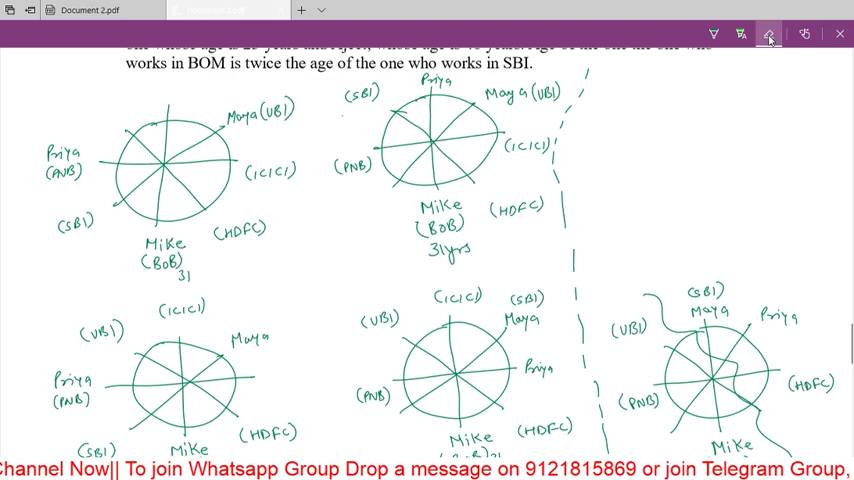 Document 2.pdf
Document 2.pdf
works in BOM is twice the age of the one who works in SBI.
Maya (UBI)
Priya
(PNB)
(ICICI)
(SBI)
(HDFC)
Mike
(BOB)
31
(SBI)
Priya
Maya (UBI)
(ICICI)
(PNB)
Mike
(BOB)
31yrs
(HDFC)
(ICICI)
(UBI)
Maya
Priya
(PNB)
(HDFC)
(SBI)
Mike
(ICICI)
(SBI)
Maya
(UBI)
Priya
(PNB)
(HDFC)
Mike
(SBI)
Maya
Priya
(UBI)
(HDFC)
(PNB)
Mike
Channel Now|| To join Whatsapp Group Drop a message on 9121815869 or join Telegram Group,